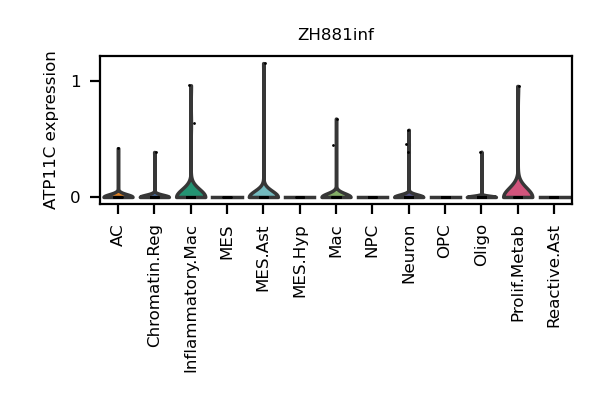 ZH881inf
ATP11C expression
1
0
AC
Chromatin.Reg
Inflammatory.Mac
MES
MES.Ast
MES.Hyp
Mac
NPC
Neuron
OPC
Oligo
Prolif.Metab
Reactive.Ast